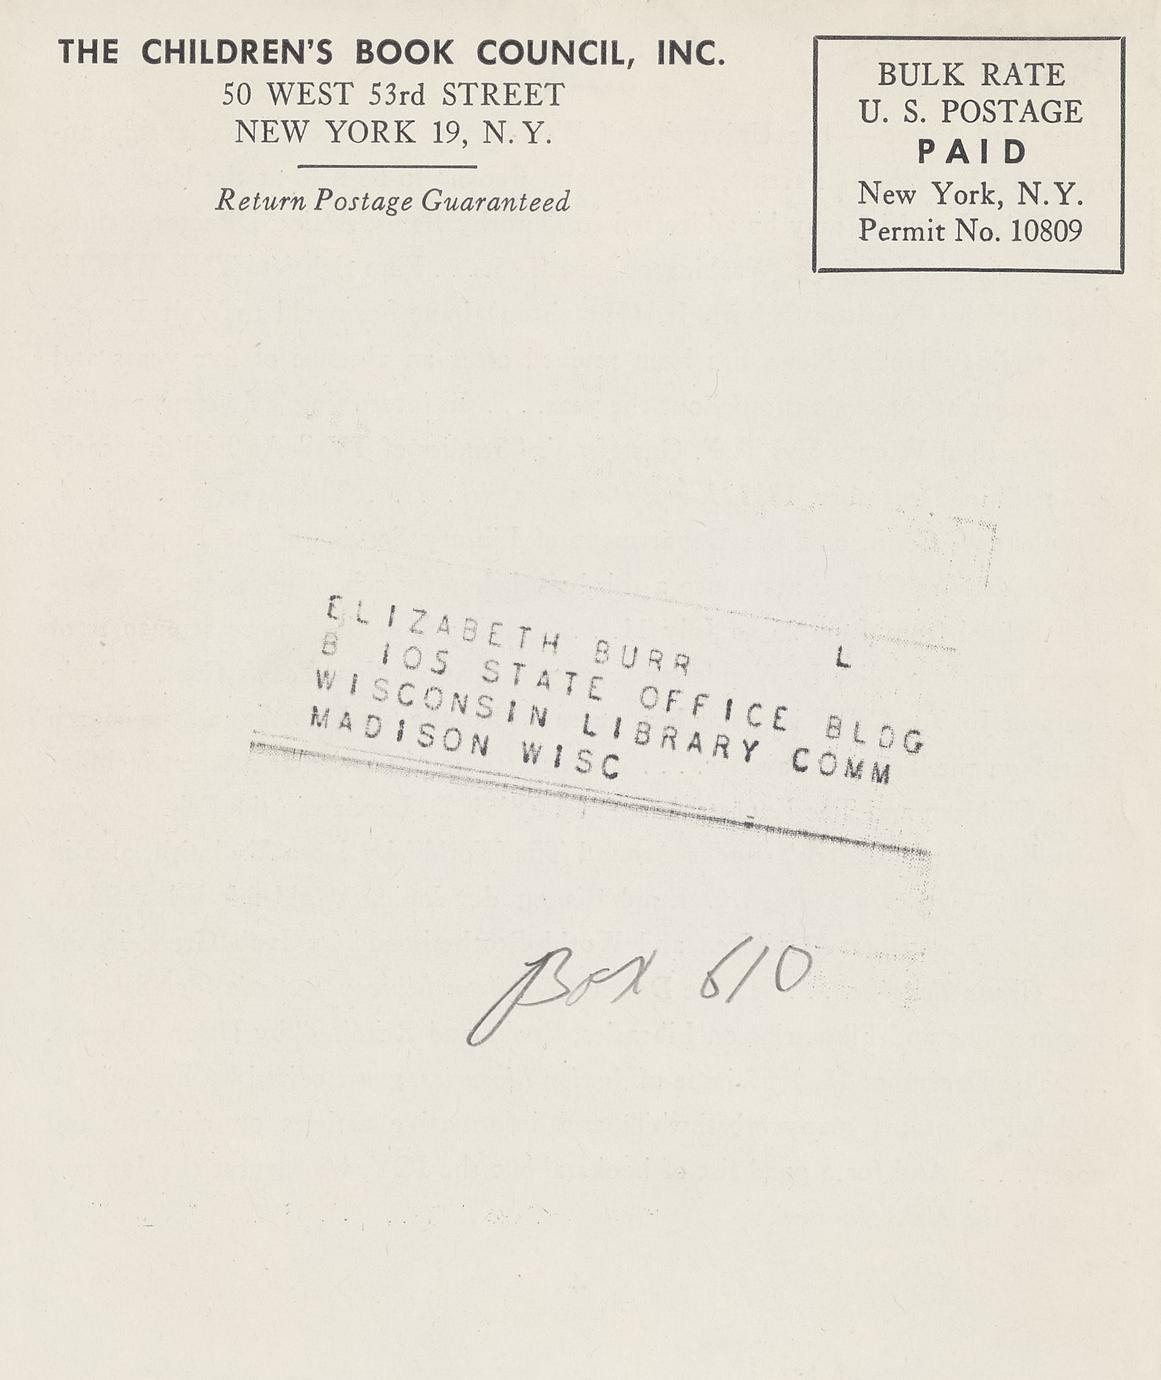 THE CHILDREN'S BOOK COUNCIL, INC.
50 WEST 53rd STREET
NEW YORK 19, N. Y.
Return Postage Guaranteed
BULK RATE
U. S. POSTAGE
PAID
New York, N.Y.
Permit No. 10809
ELIZABETH BURR L
B IOS STATE OFFICE BLDG
WISCONSIN LIBRARY COMM
MADISON WISC
Box 610